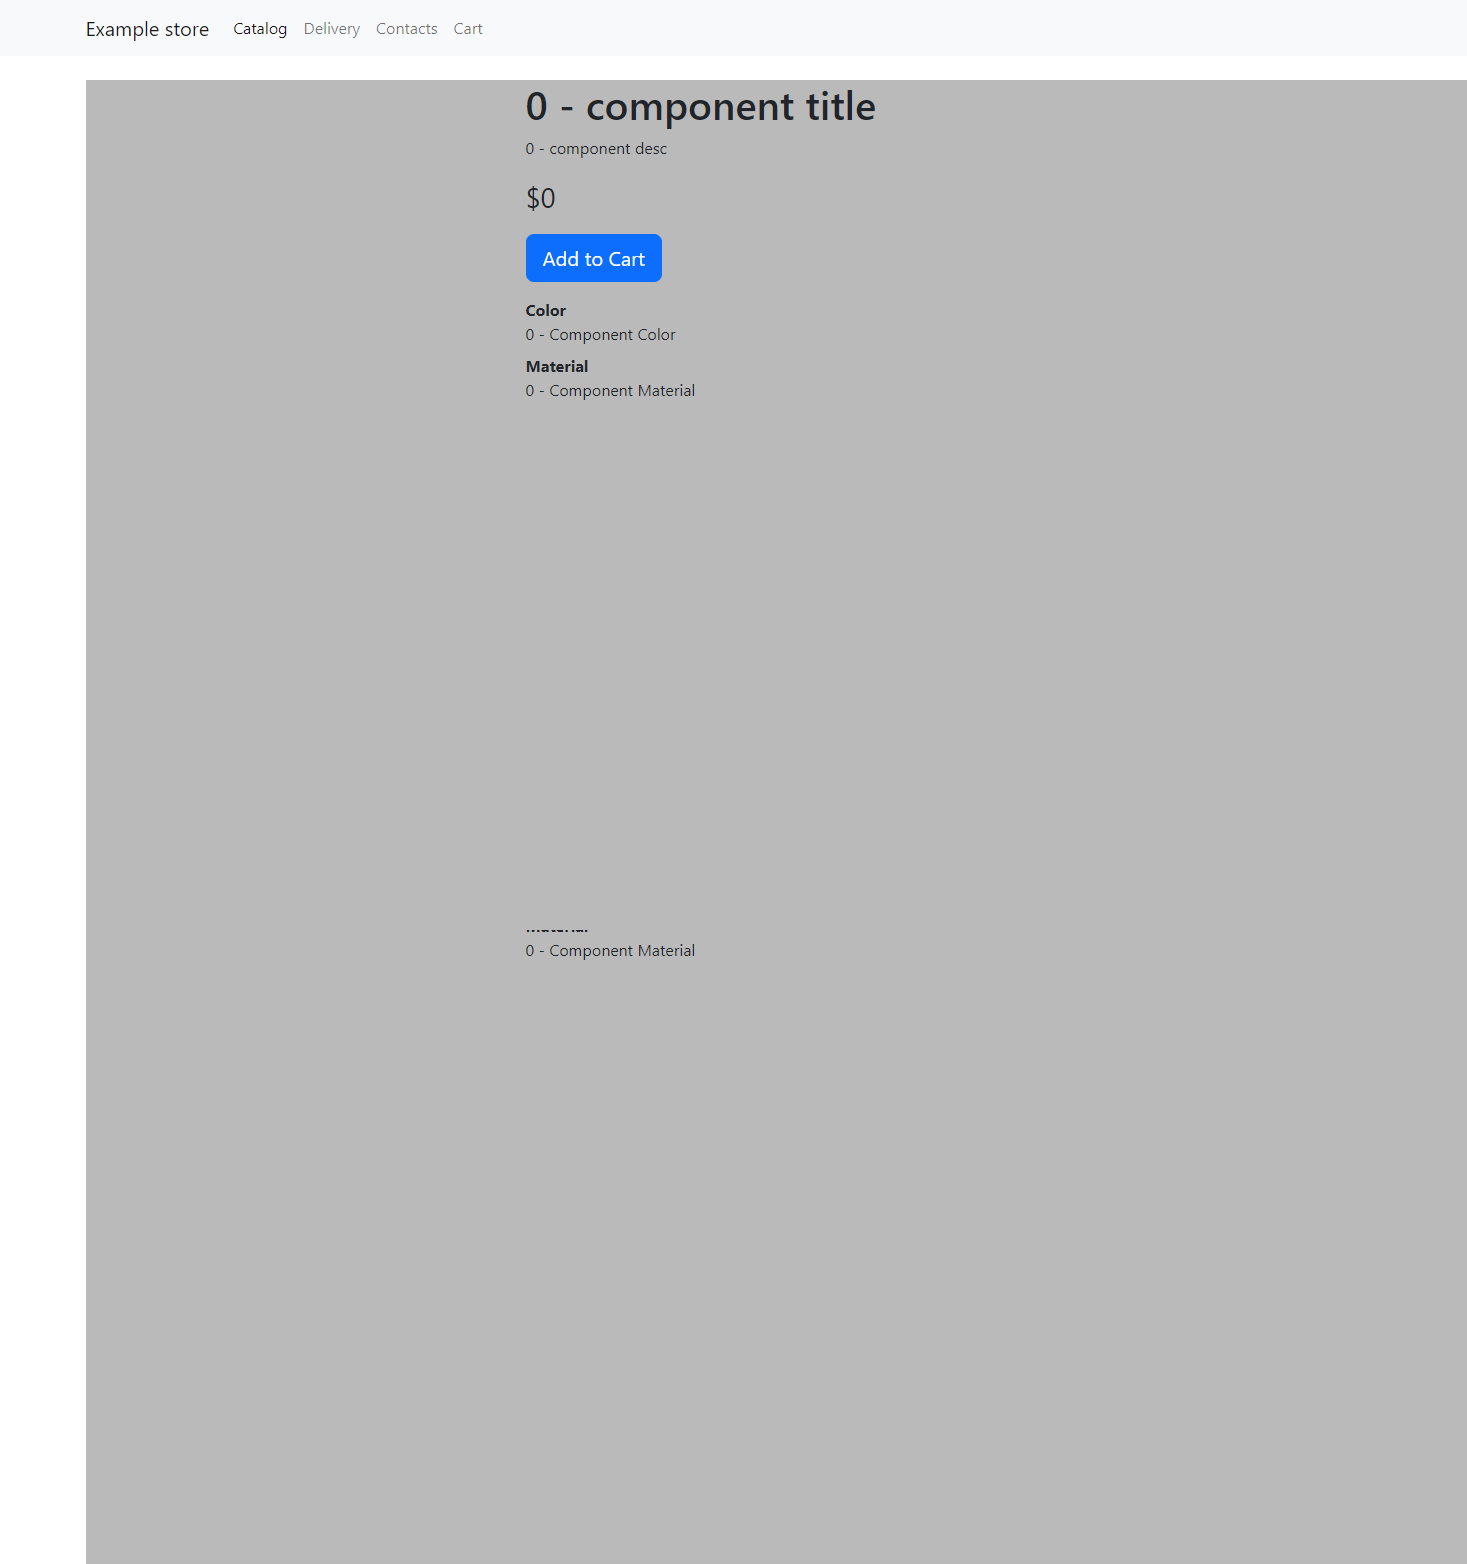 Example store Catalog Delivery Contacts Cart
0 - component title
0 - component desc
$0
Add to Cart
Color
0 - Component Color
Material
0 - Component Material
0 - Component Material